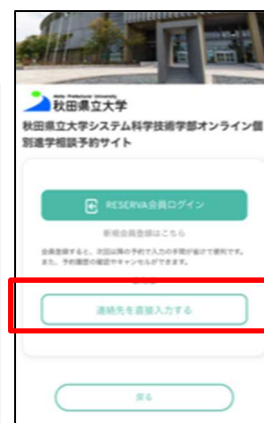 Akita Prefectural University
秋田県立大学
秋田県立大学システム科学技術学部オンライン個
別進学相談予約サイト
RESERVA会員ログイン
新規会員登録はこちら
会員登録すると、次回以降の予約で入力の手間が省けて便利です。
また、予約履歴の確認やキャンセルができます。
連絡先を直接入力する
戻る